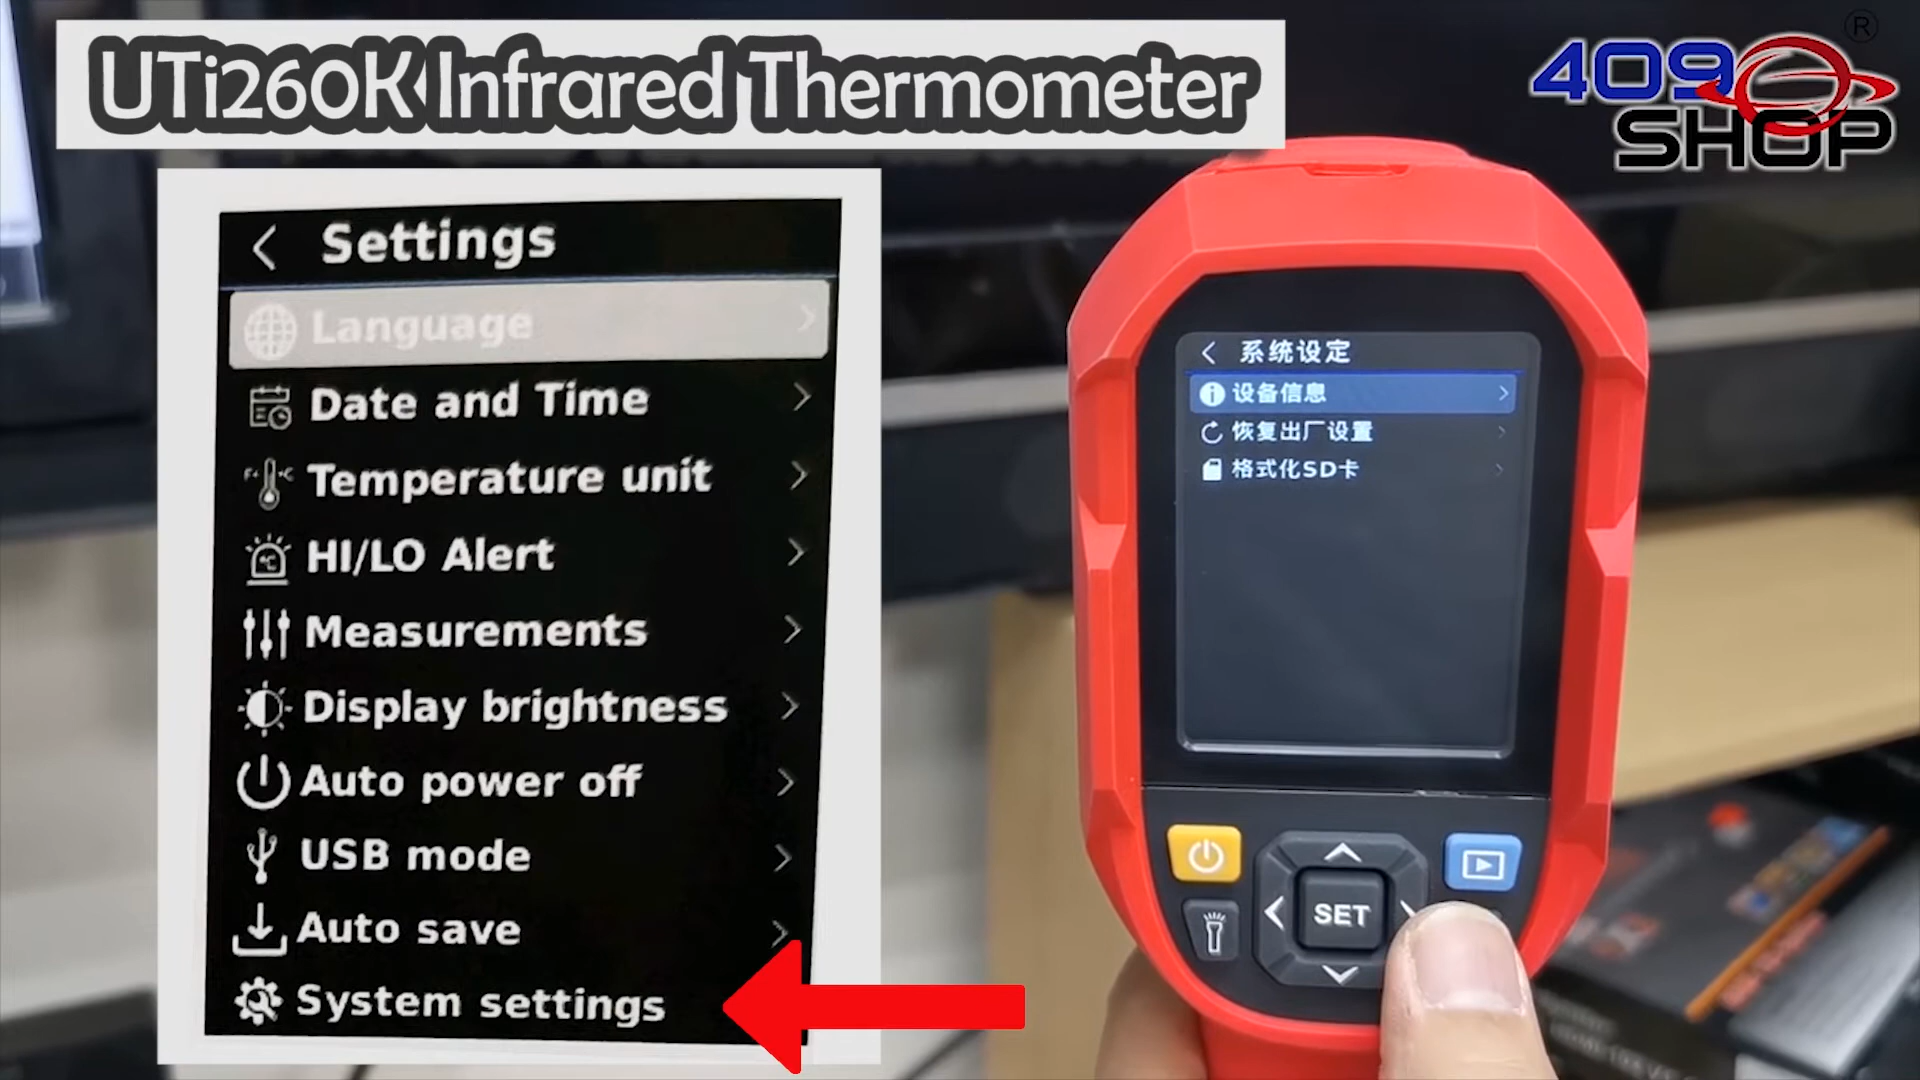 UTi260K Infrared Thermometer
409
SHOP
®
Settings
Language
Date and Time
Temperature unit
HI/LO Alert
Measurements
Display brightness
Auto power off
USB mode
Auto save
System settings
系统设定
设备信息
恢复出厂设置
格式化SD卡
SET